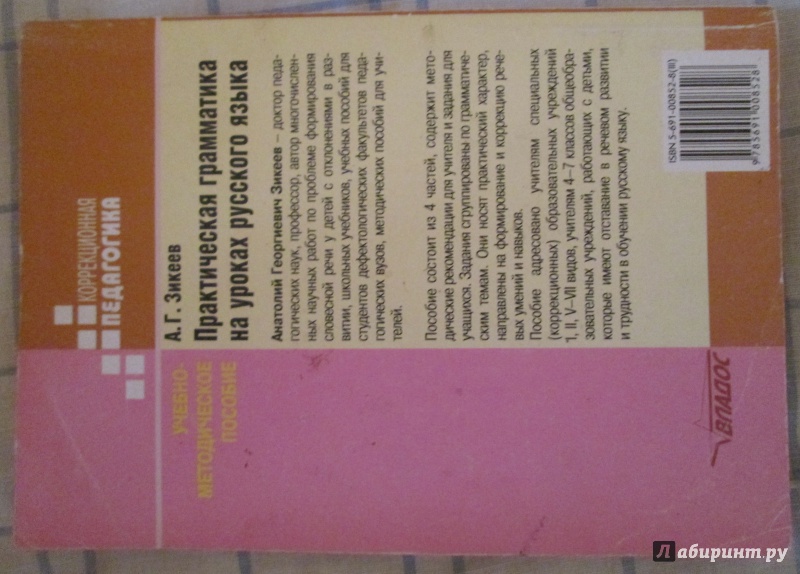 КОРРЕКЦИОННАЯ
ПЕДАГОГИКА
УЧЕБНО-
МЕТОДИЧЕСКОЕ
ПОСОБИЕ
А. Г. Зикеев
Практическая грамматика
на уроках русского языка
Анатолий Георгиевич Зикеев – доктор педа-
гогических наук, профессор, автор многочислен-
ных научных работ по проблеме формирования
словесной речи у детей с отклонениями в раз-
витии, школьных учебников, учебных пособий для
студентов дефектологических факультетов педа-
гогических вузов, методических пособий для учи-
телей.
Пособие состоит из 4 частей, содержит мето-
дические рекомендации для учителя и задания для
учащихся. Задания сгруппированы по грамматиче-
ским темам. Они носят практический характер,
направлены на формирование и коррекцию рече-
вых умений и навыков.
Пособие адресовано учителям специальных
(коррекционных) образовательных учреждений
I, II, V–VII видов, учителям 4–7 классов общеобра-
зовательных учреждений, работающих с детьми,
которые имеют отставание в речевом развитии
и трудности в обучении русскому языку.
ВЛАДОС
ISBN 5-691-00852-8(III)
9 785691 008528
Лабиринт.ру